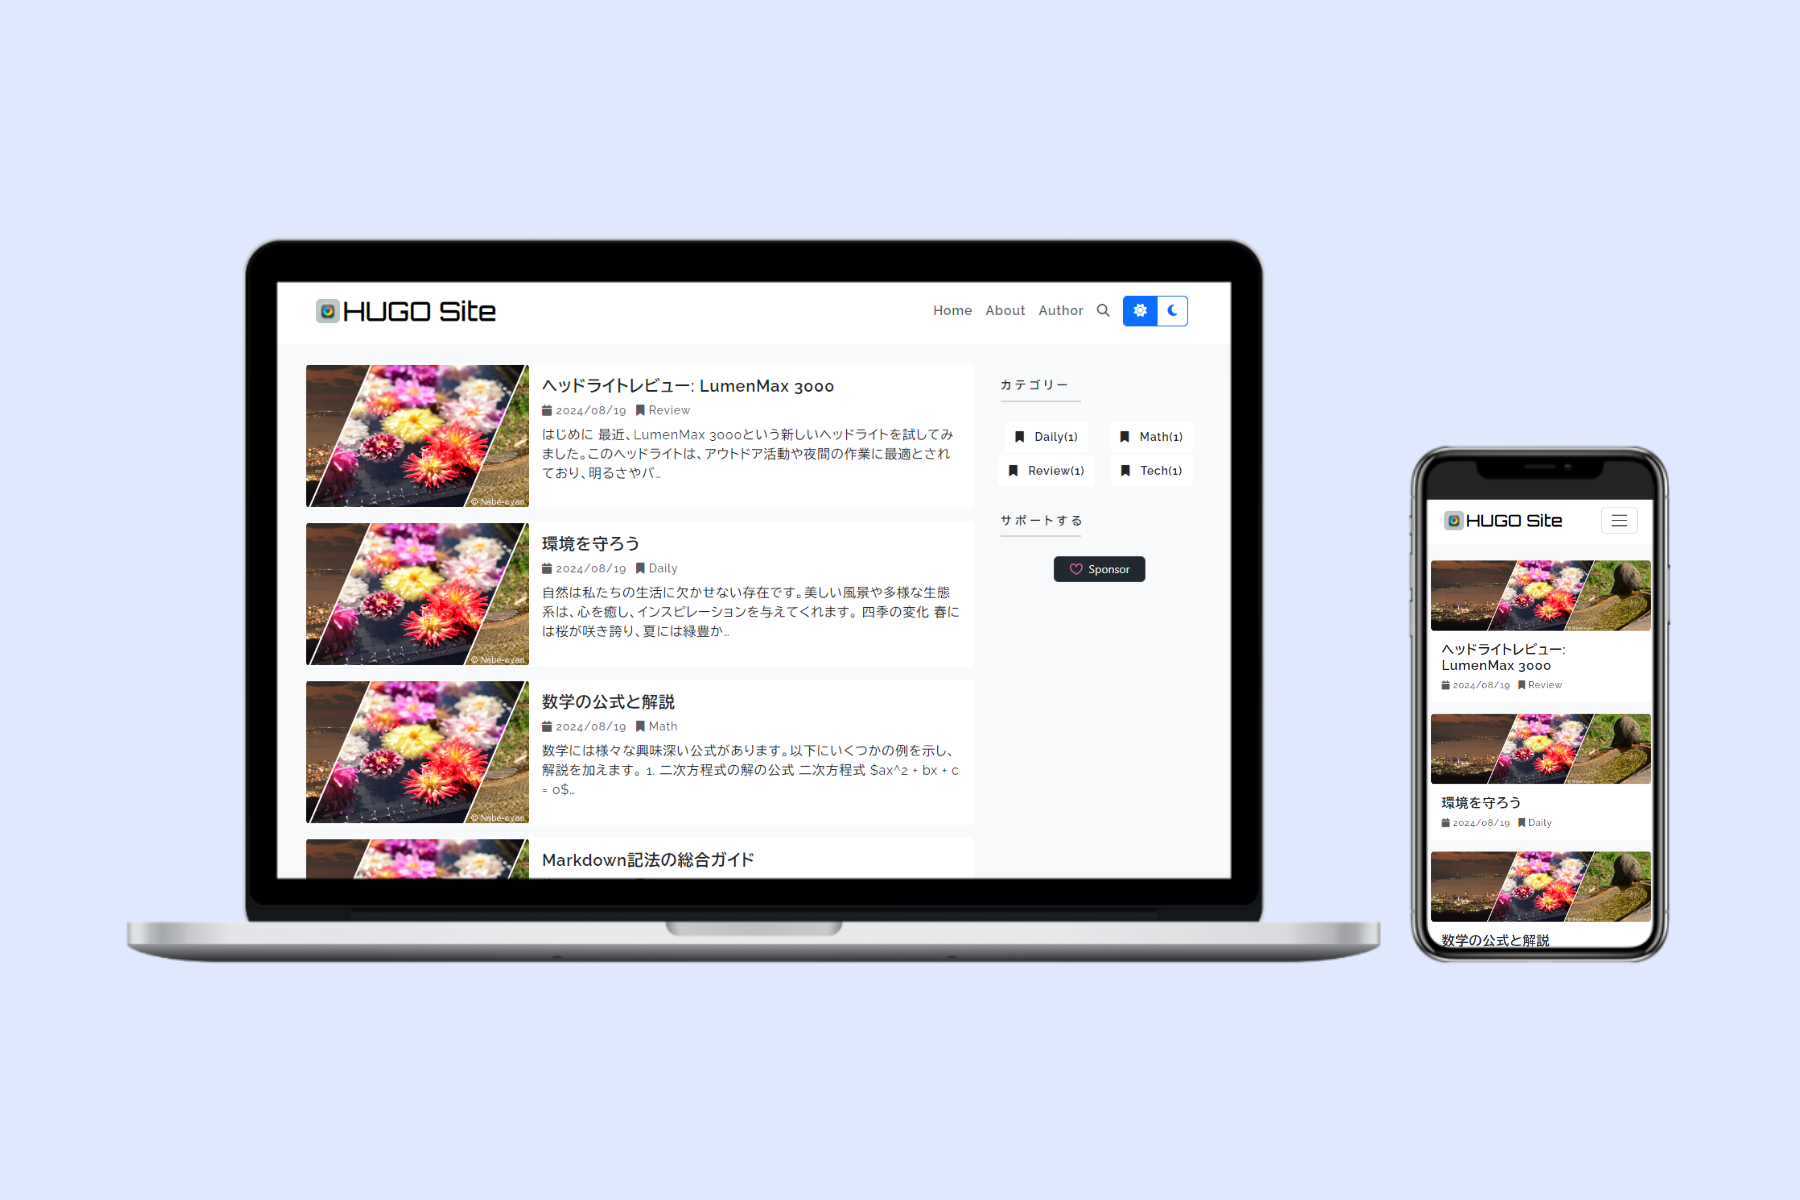 HUGO Site
Home About Author
ヘッドライトレビュー: LumenMax 3000
2024/08/19 Review
はじめに 最近、LumenMax 3000という新しいヘッドライトを試してみ
ました。このヘッドライトは、アウトドア活動や夜間の作業に最適とされ
ており、明るさやバ...
© Nabe-cyan
環境を守ろう
2024/08/19 Daily
自然は私たちの生活に欠かせない存在です。美しい風景や多様な生態
系は、心を癒し、インスピレーションを与えてくれます。 四季の変化 春に
は桜が咲き誇り、夏には緑豊か...
© Nabe-cyan
数学の公式と解説
2024/08/19 Math
数学には様々な興味深い公式があります。以下にいくつかの例を示し、
解説を加えます。 1. 二次方程式の解の公式 二次方程式 $ax^2 + bx + c
= 0$...
© Nabe-cyan
Markdown記法の総合ガイド
カテゴリー
Daily(1) Math(1)
Review(1) Tech(1)
サポートする
Sponsor
HUGO Site
ヘッドライトレビュー:
LumenMax 3000
2024/08/19 Review
環境を守ろう
2024/08/19 Daily
数学の公式と解説